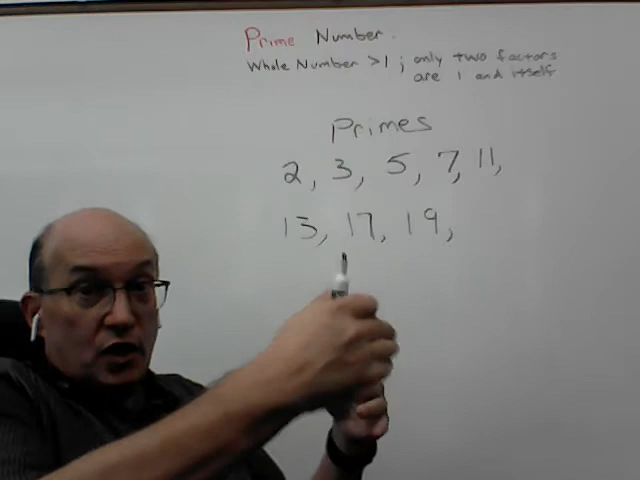 Prime Number.
Whole Number >1 ; only two factors
are 1 and itself
Primes
2, 3, 5, 7, 11,
13, 17, 19,